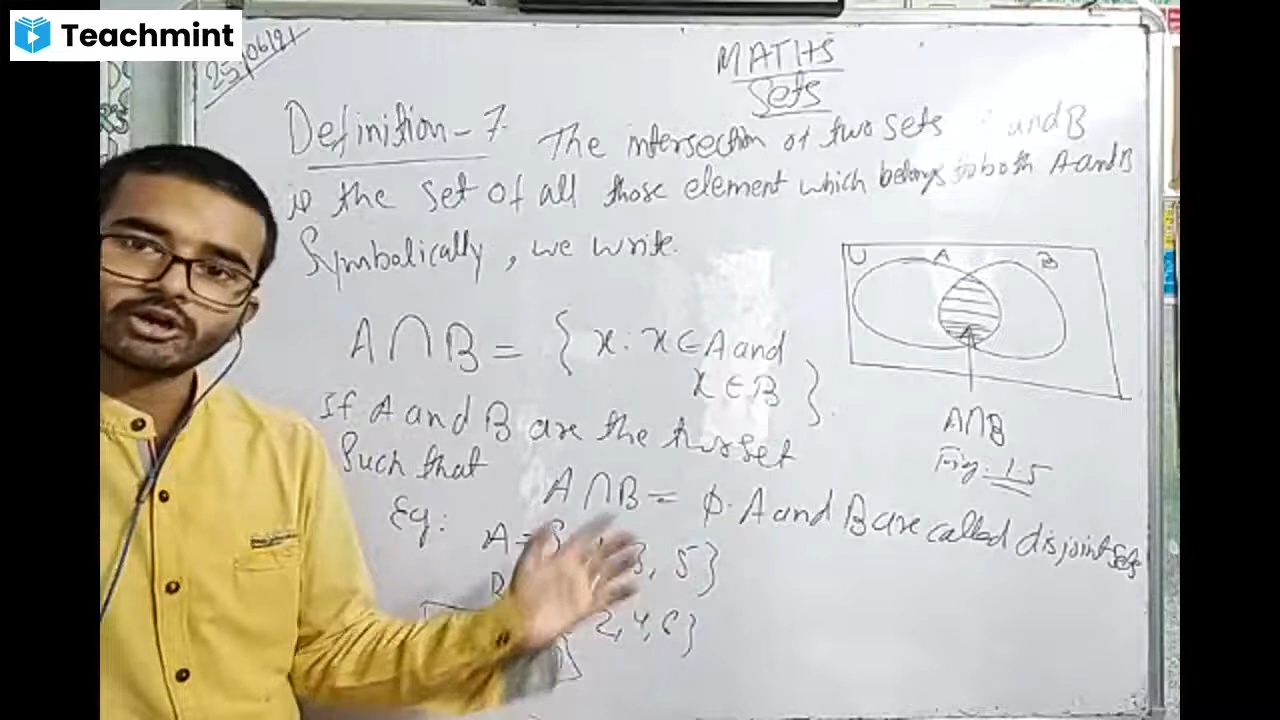 Teachmint
25/06/21
MATHS
Sets
Definition-7. The intersection of two sets and B
is the set of all those element which belongs to both A and B
Symbolically, we write.
A∩B = { x: x∈A and
x∈B }.
U A B
A∩B
Fig 1.5
If A and B are the two set
Such that
A∩B = ϕ. A and B are called disjoint sets
Eg: A = { 3, 5}
2, 4, 6}